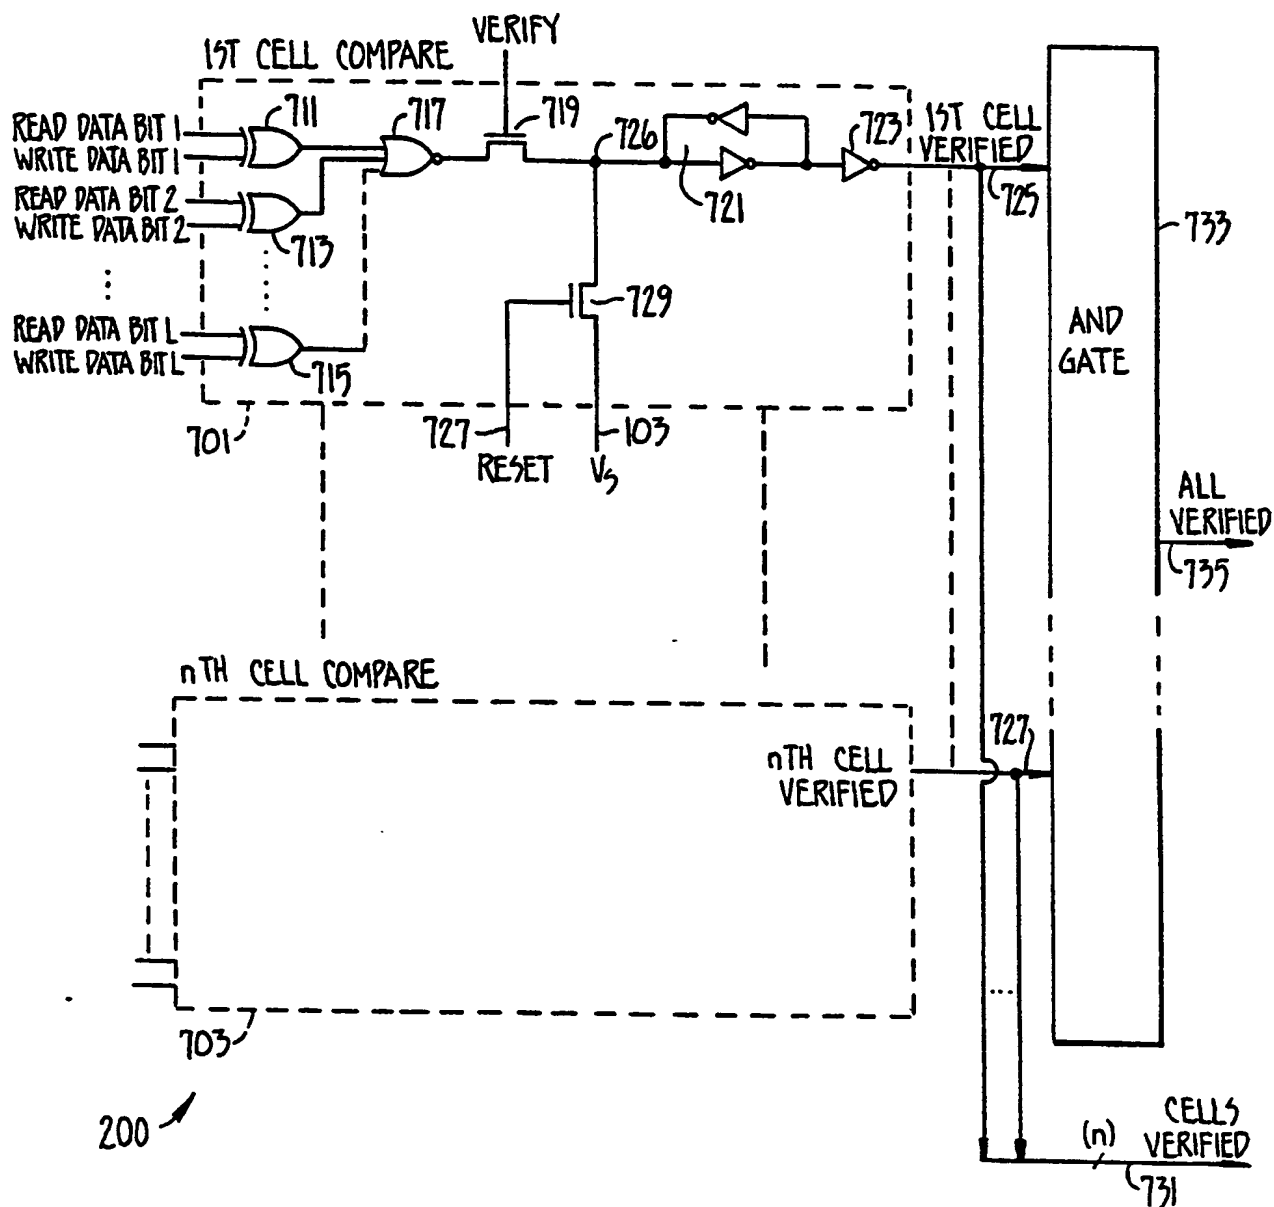 VERIFY
1ST CELL COMPARE
711
717
719
READ DATA BIT 1
WRITE DATA BIT 1
726
723
1ST CELL
VERIFIED
READ DATA BIT 2
WRITE DATA BIT 2
713
721
725
733
729
READ DATA BIT L
WRITE DATA BIT L
715
AND
GATE
701
727
103
RESET
VS
ALL
VERIFIED
735
nTH CELL COMPARE
727
nTH CELL
VERIFIED
703
200
(n)
CELLS
VERIFIED
731